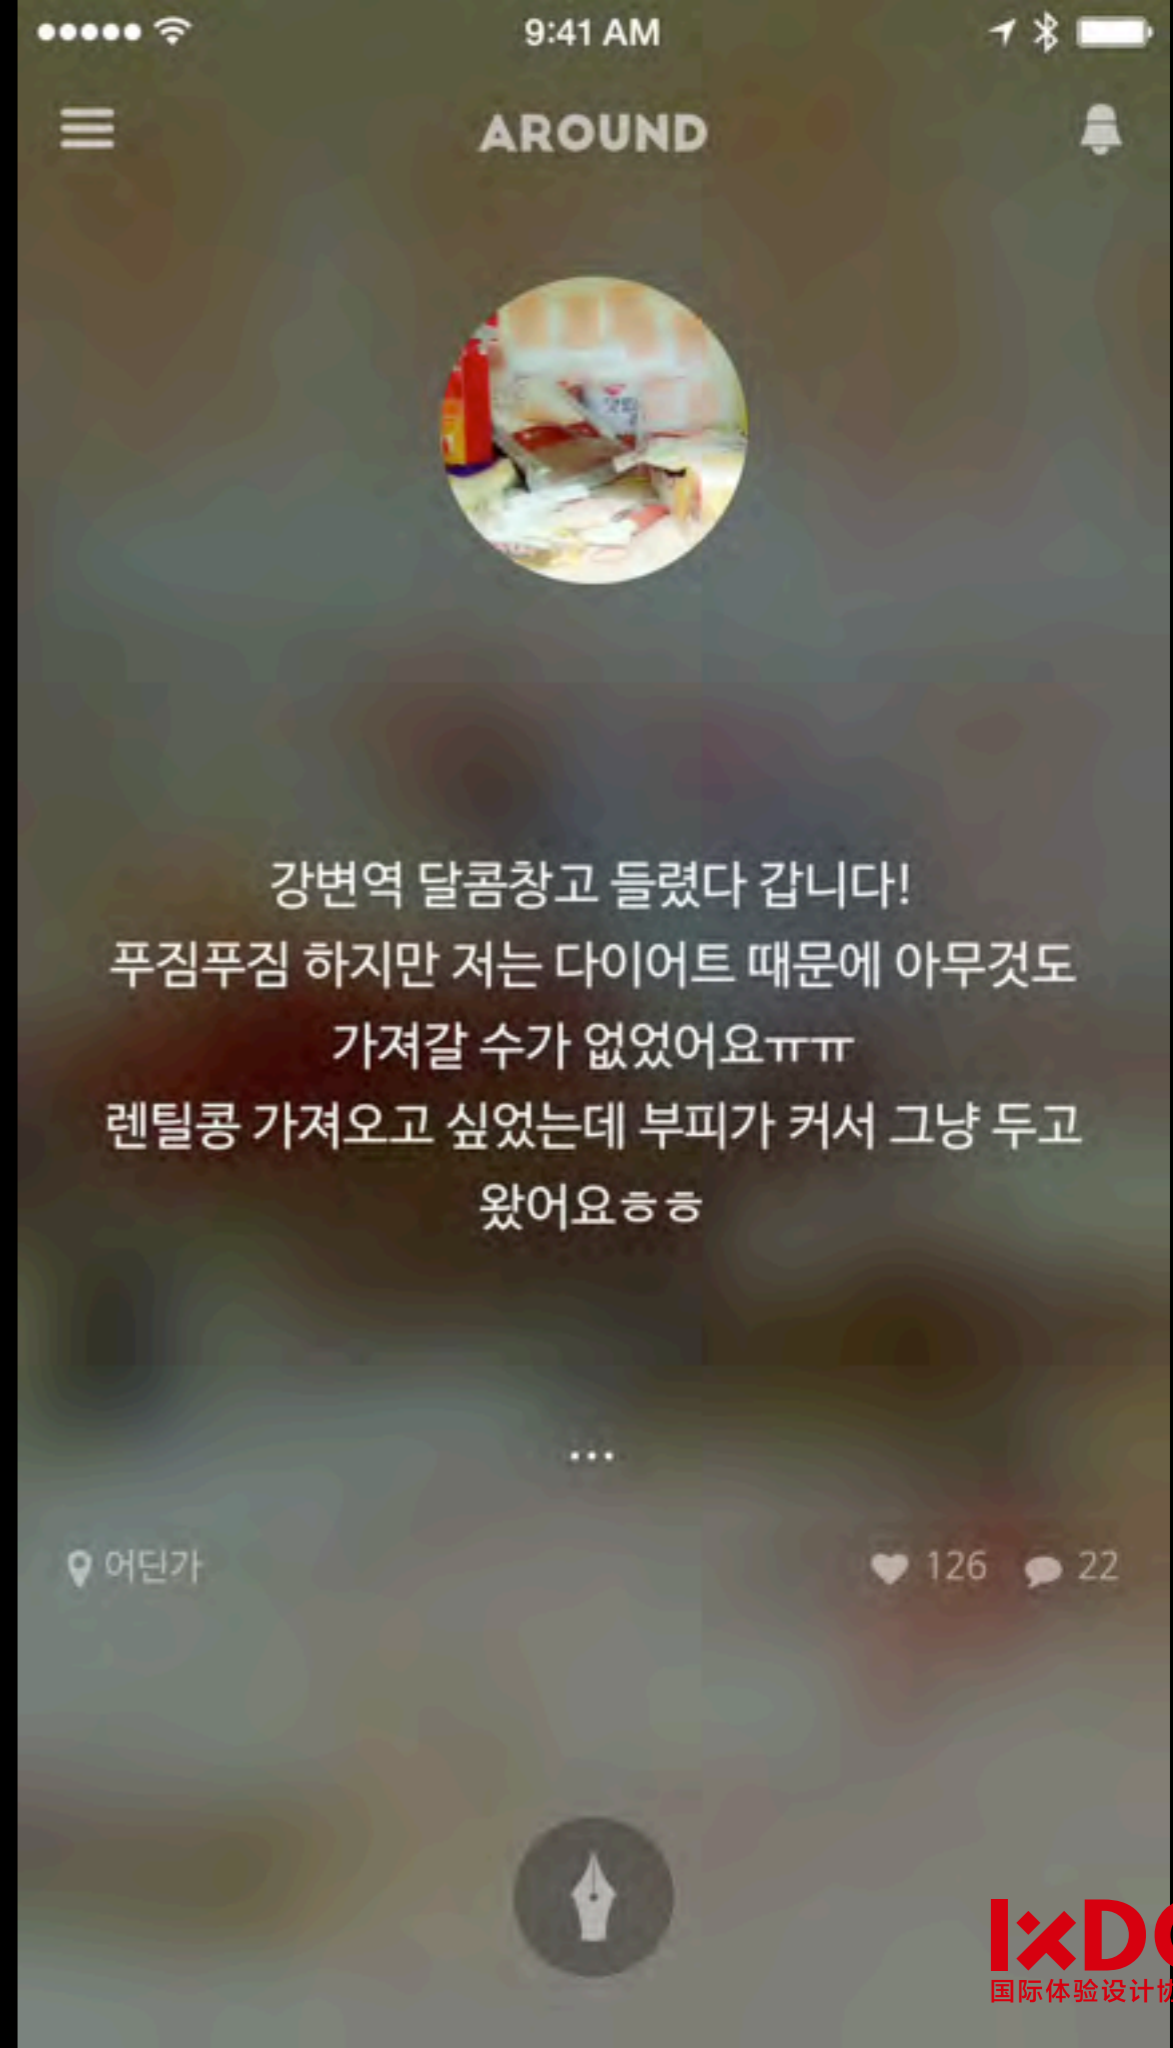 9:41 AM
AROUND
강변역 달콤창고 들렸다 갑니다!
푸짐푸짐 하지만 저는 다이어트 때문에 아무것도
가져갈 수가 없었어요ㅠㅠ
렌틸콩 가져오고 싶었는데 부피가 커서 그냥 두고
왔어요ㅎㅎ
...
어딘가 126 22
IxD
国际体验设计协